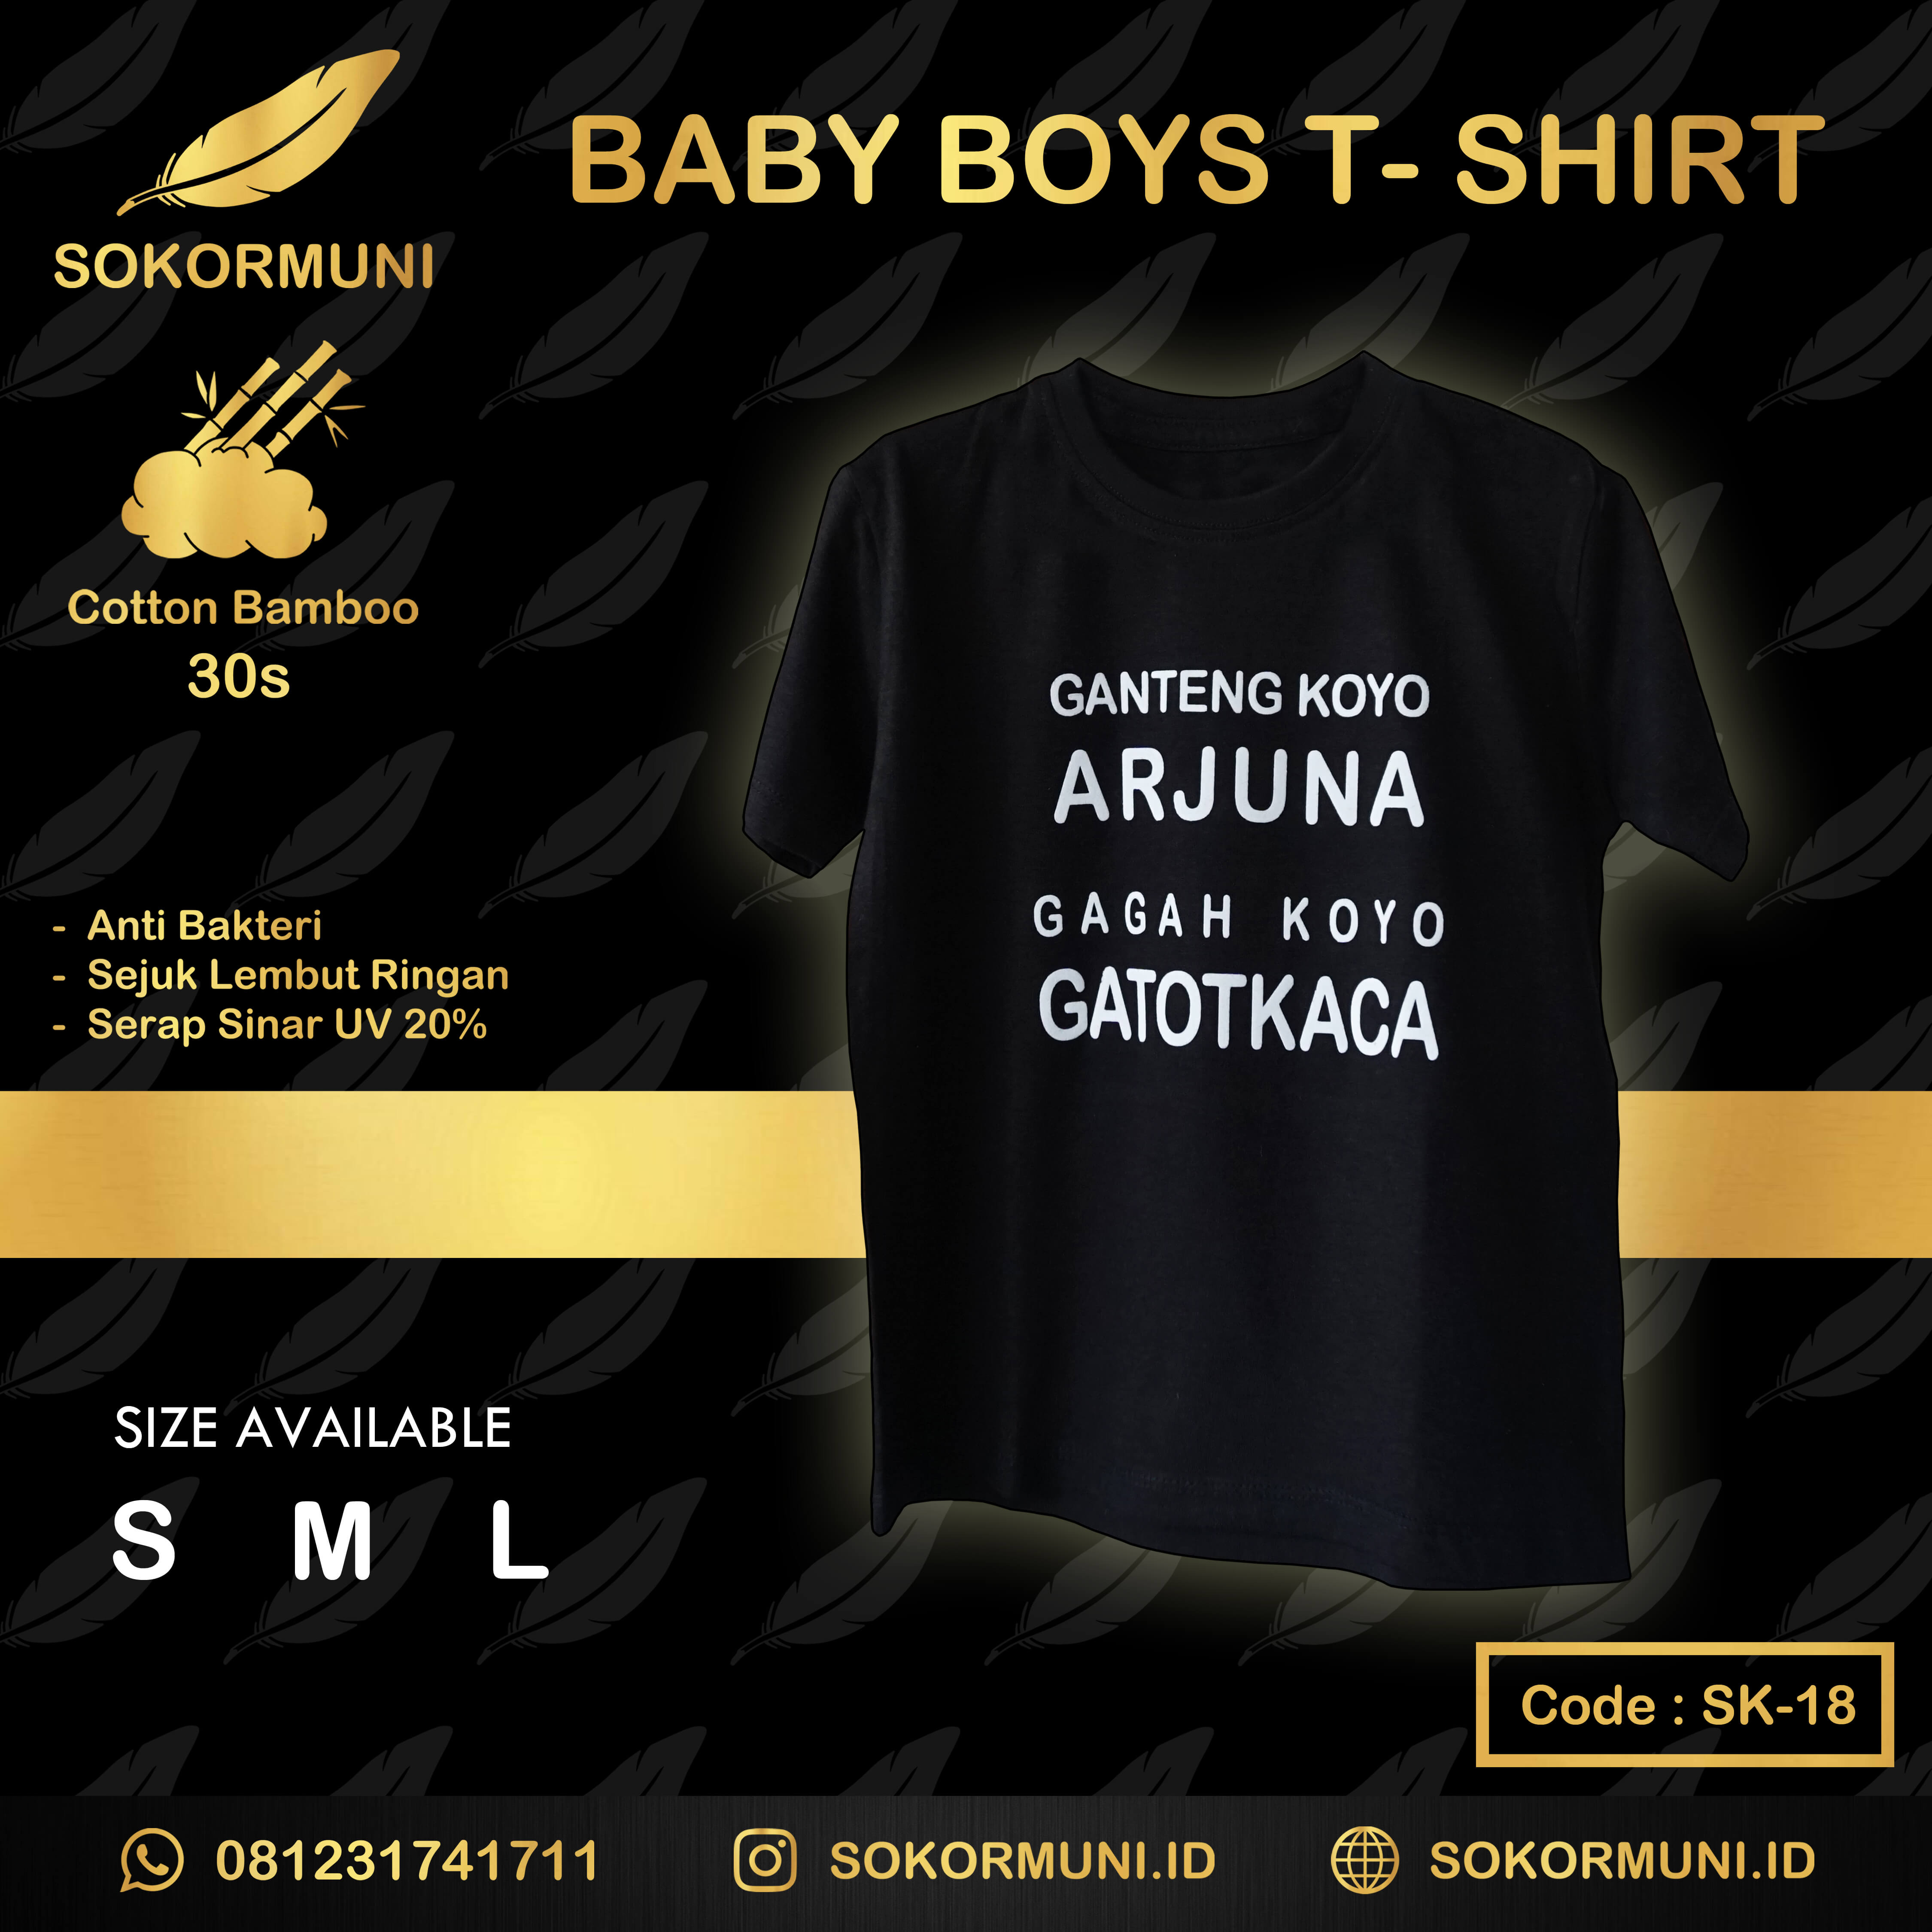 SOKORMUNI
BABY BOYS T- SHIRT
Cotton Bamboo
30s
- Anti Bakteri
- Sejuk Lembut Ringan
- Serap Sinar UV 20%
GANTENG KOYO
ARJUNA
GAGAH KOYO
GATOTKACA
SIZE AVAILABLE
S M L
Code : SK-18
081231741711 SOKORMUNI.ID SOKORMUNI.ID